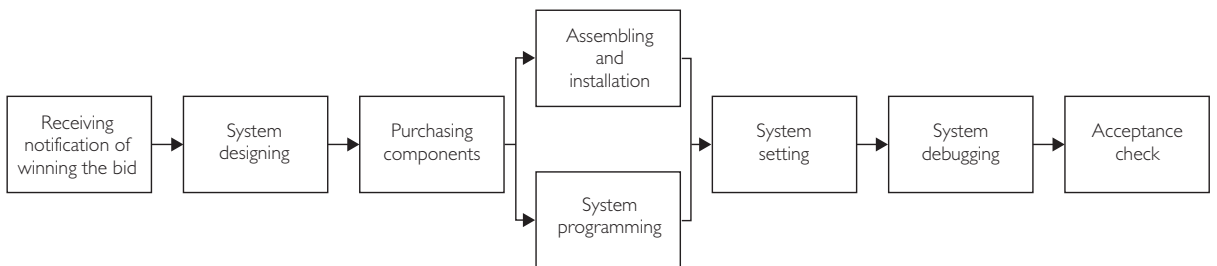 Receiving
notification of
winning the bid
System
designing
Purchasing
components
Assembling
and
installation
System
programming
System
setting
System
debugging
Acceptance
check